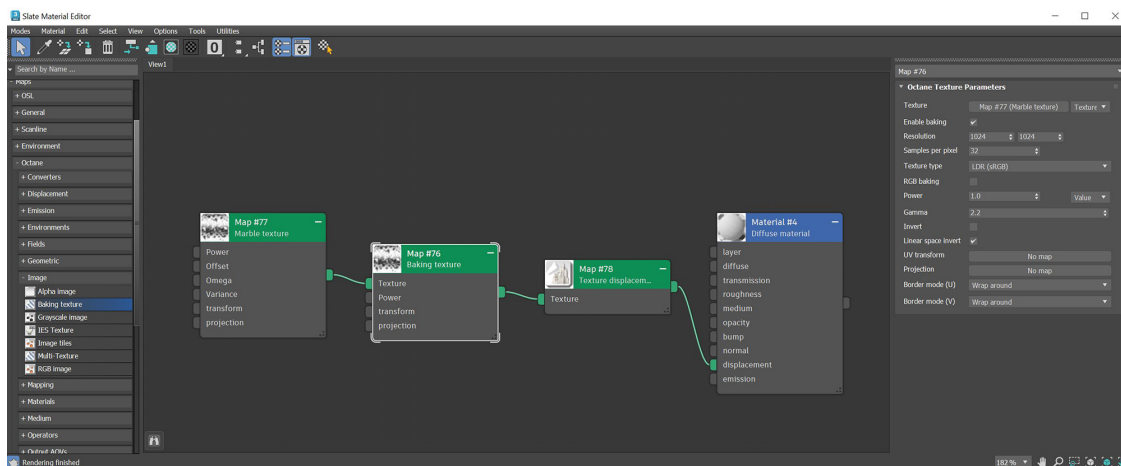 Slate Material Editor
Modes Material Edit Select View Options Tools Utilities
0
Search by Name ...
View1
Map #76
- Maps
+ OSL
+ General
+ Scanline
+ Environment
- Octane
+ Converters
+ Displacement
+ Emission
+ Environments
+ Fields
+ Geometric
- Image
Alpha image
Baking texture
Grayscale image
IES Texture
Image tiles
Multi-Texture
RGB image
+ Mapping
+ Materials
+ Medium
+ Operators
+ Output AOVs
Map #77
Marble texture
Power
Offset
Omega
Variance
transform
projection
Map #76
Baking texture
Texture
Power
transform
projection
Map #78
Texture displacem...
Texture
Material #4
Diffuse material
layer
diffuse
transmission
roughness
medium
opacity
bump
normal
displacement
emission
Octane Texture Parameters
Texture Map #77 (Marble texture) Texture
Enable baking
Resolution 1024 1024
Samples per pixel 32
Texture type LDR (sRGB)
RGB baking
Power 1.0 Value
Gamma 2.2
Invert
Linear space invert
UV transform No map
Projection No map
Border mode (U) Wrap around
Border mode (V) Wrap around
Rendering finished
182%